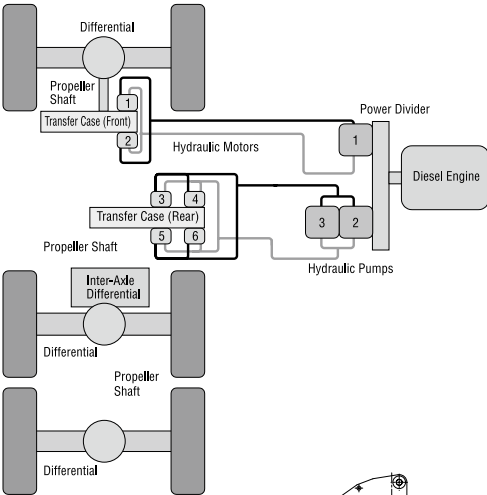 Differential
Propeller
Shaft
1
Transfer Case (Front)
2
Hydraulic Motors
Power Divider
1
Diesel Engine
3
4
Transfer Case (Rear)
5
6
3
2
Propeller Shaft
Hydraulic Pumps
Inter-Axle
Differential
Differential
Propeller
Shaft
Differential